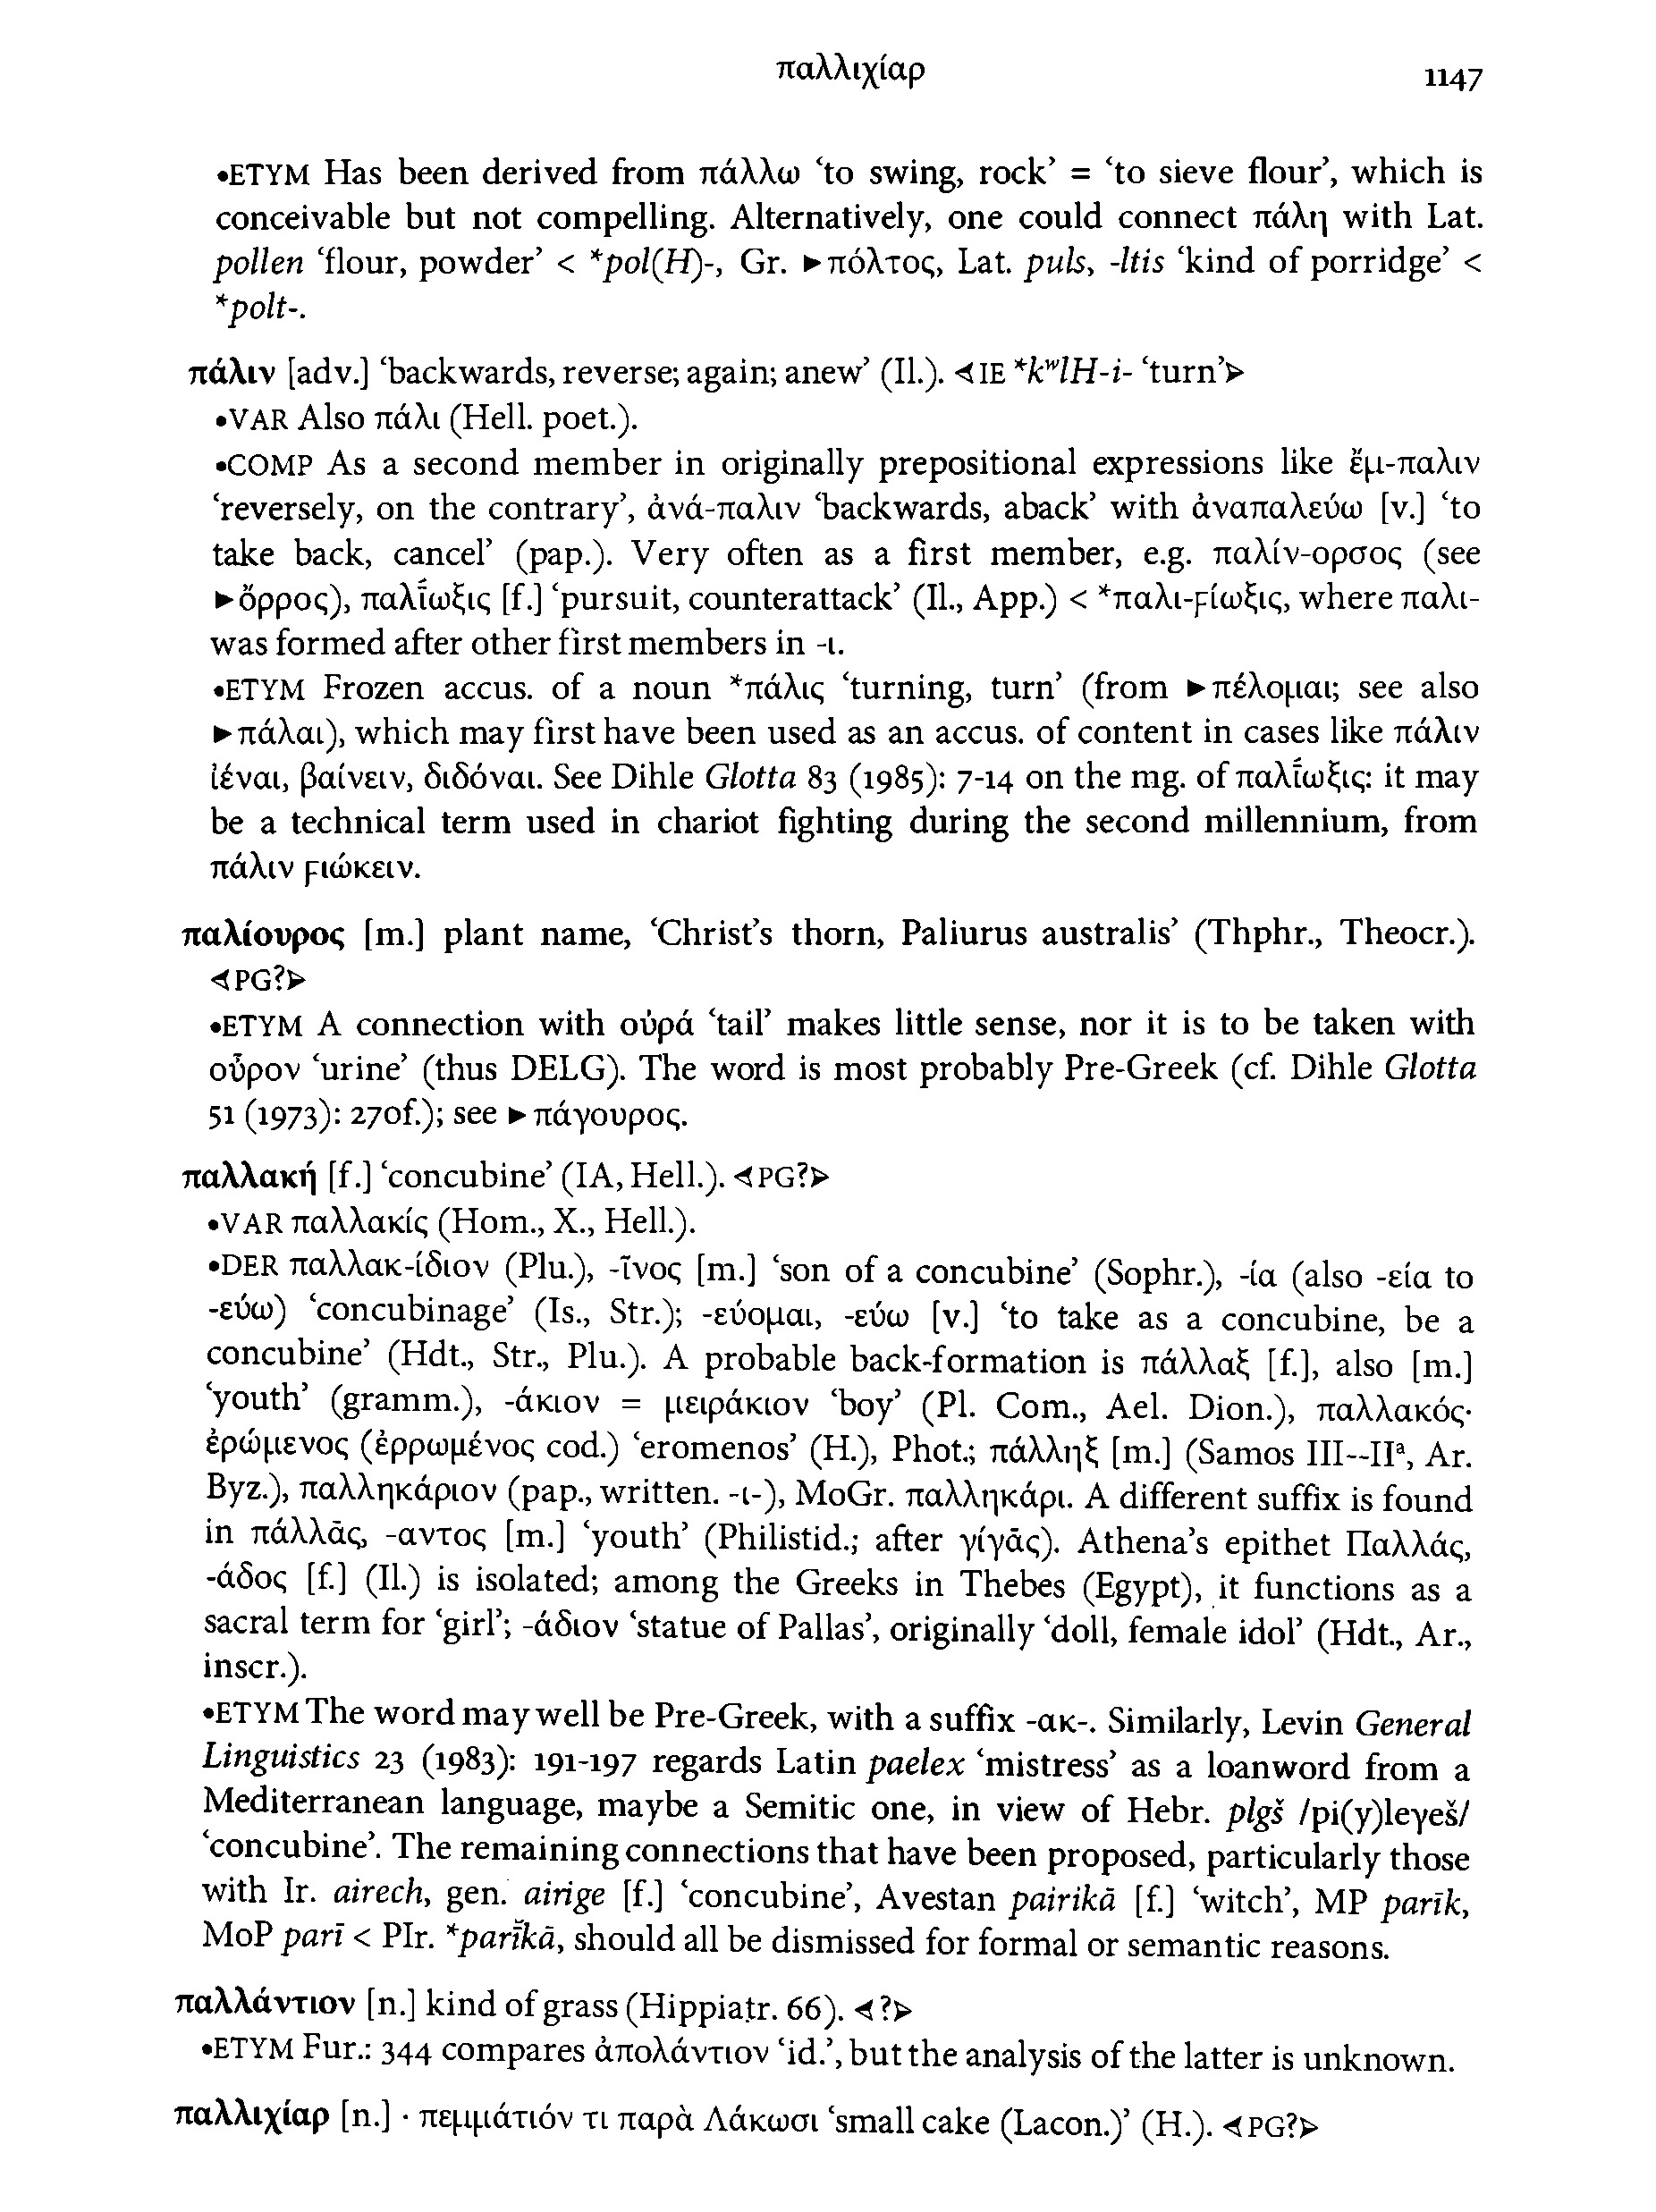 παλλιχίαρ
1147
•ETYM Has been derived from πάλλω ‘to swing, rock’ = ‘to sieve flour’, which is
conceivable but not compelling. Alternatively, one could connect πάλη with Lat.
pollen ‘flour, powder’ < *pol(H)-, Gr. ►πόλτος, Lat. puls, -ltis ‘kind of porridge’ <
*polt-.
πάλιν [adv.] ‘backwards, reverse; again; anew’ (Il.). ⊲IE *kʷlH-i- ‘turn’⊳
•VAR Also πάλι (Hell. poet.).
•COMP As a second member in originally prepositional expressions like ἔμ-παλιν
‘reversely, on the contrary’, ἀνά-παλιν ‘backwards, aback’ with ἀναπαλεύω [v.] ‘to
take back, cancel’ (pap.). Very often as a first member, e.g. παλίν-ορσος (see
►ὄρρος), παλί̄ωξις [f.] ‘pursuit, counterattack’ (Il., App.) < *παλι-ϝίωξις, where παλι-
was formed after other first members in -ι.
•ETYM Frozen accus. of a noun *πάλις ‘turning, turn’ (from ►πέλομαι; see also
►πάλαι), which may first have been used as an accus. of content in cases like πάλιν
ἰέναι, βαίνειν, διδόναι. See Dihle Glotta 83 (1985): 7-14 on the mg. of παλί̄ωξις: it may
be a technical term used in chariot fighting during the second millennium, from
πάλιν ϝιώκειν.
παλίουρος [m.] plant name, ‘Christ’s thorn, Paliurus australis’ (Thphr., Theocr.).
⊲PG?⊳
•ETYM A connection with οὐρά ‘tail’ makes little sense, nor it is to be taken with
οὖρον ‘urine’ (thus DELG). The word is most probably Pre-Greek (cf. Dihle Glotta
51 (1973): 270f.); see ►πάγουρος.
παλλακή [f.] ‘concubine’ (IA, Hell.). ⊲PG?⊳
•VAR παλλακίς (Hom., X., Hell.).
•DER παλλακ-ίδιον (Plu.), -ῖνος [m.] ‘son of a concubine’ (Sophr.), -ία (also -εία to
-εύω) ‘concubinage’ (Is., Str.); -εύομαι, -εύω [v.] ‘to take as a concubine, be a
concubine’ (Hdt., Str., Plu.). A probable back-formation is πάλλαξ [f.], also [m.]
‘youth’ (gramm.), -άκιον = μειράκιον ‘boy’ (Pl. Com., Ael. Dion.), παλλακός·
ἐρώμενος (ἐρρωμένος cod.) ‘eromenos’ (H.), Phot.; πάλληξ [m.] (Samos III–IIᵃ, Ar.
Byz.), παλληκάριον (pap., written. -ι-), MoGr. παλληκάρι. A different suffix is found
in πάλλᾱς, -αντος [m.] ‘youth’ (Philistid.; after γίγᾱς). Athena’s epithet Παλλάς,
-άδος [f.] (Il.) is isolated; among the Greeks in Thebes (Egypt), it functions as a
sacral term for ‘girl’; -άδιον ‘statue of Pallas’, originally ‘doll, female idol’ (Hdt., Ar.,
inscr.).
•ETYM The word may well be Pre-Greek, with a suffix -ακ-. Similarly, Levin General
Linguistics 23 (1983): 191-197 regards Latin paelex ‘mistress’ as a loanword from a
Mediterranean language, maybe a Semitic one, in view of Hebr. plgš /pi(y)leyeš/
‘concubine’. The remaining connections that have been proposed, particularly those
with Ir. airech, gen. airige [f.] ‘concubine’, Avestan pairikā [f.] ‘witch’, MP parīk,
MoP parī < PIr. *parīkā, should all be dismissed for formal or semantic reasons.
παλλάντιον [n.] kind of grass (Hippiatr. 66). ⊲?⊳
•ETYM Fur.: 344 compares ἀπολάντιον ‘id.’, but the analysis of the latter is unknown.
παλλιχίαρ [n.] · πεμμάτιόν τι παρὰ Λάκωσι ‘small cake (Lacon.)’ (H.). ⊲PG?⊳